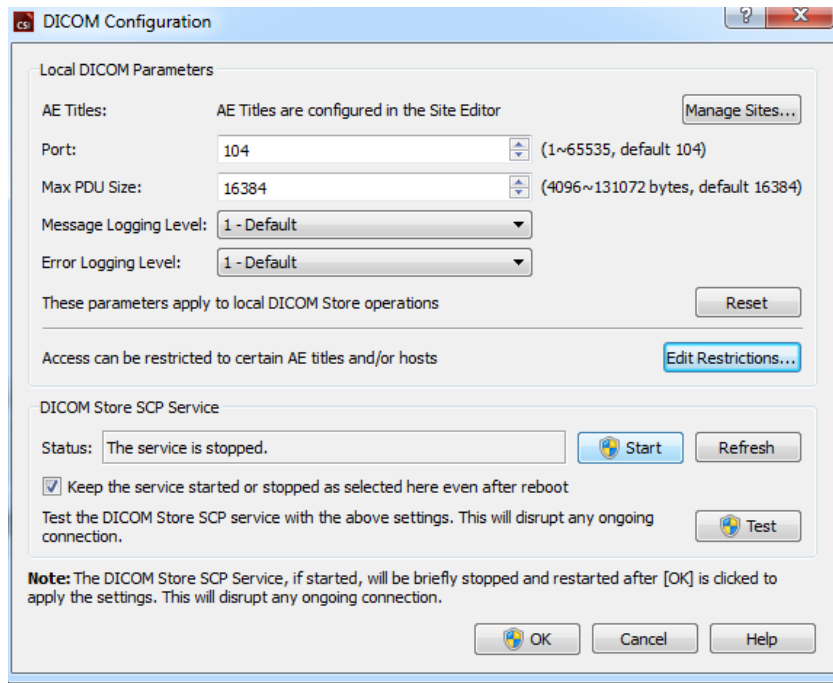 CSI DICOM Configuration
Local DICOM Parameters
AE Titles: AE Titles are configured in the Site Editor Manage Sites...
Port: 104 (1~65535, default 104)
Max PDU Size: 16384 (4096~131072 bytes, default 16384)
Message Logging Level: 1 - Default
Error Logging Level: 1 - Default
These parameters apply to local DICOM Store operations Reset
Access can be restricted to certain AE titles and/or hosts Edit Restrictions...
DICOM Store SCP Service
Status: The service is stopped. Start Refresh
Keep the service started or stopped as selected here even after reboot
Test the DICOM Store SCP service with the above settings. This will disrupt any ongoing
connection. Test
Note: The DICOM Store SCP Service, if started, will be briefly stopped and restarted after [OK] is clicked to
apply the settings. This will disrupt any ongoing connection.
OK Cancel Help